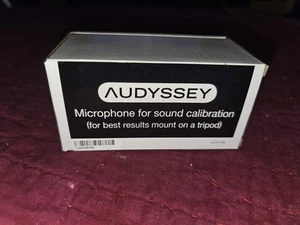 AUDYSSEY
Microphone for sound calibration
(for best results mount on a tripod)